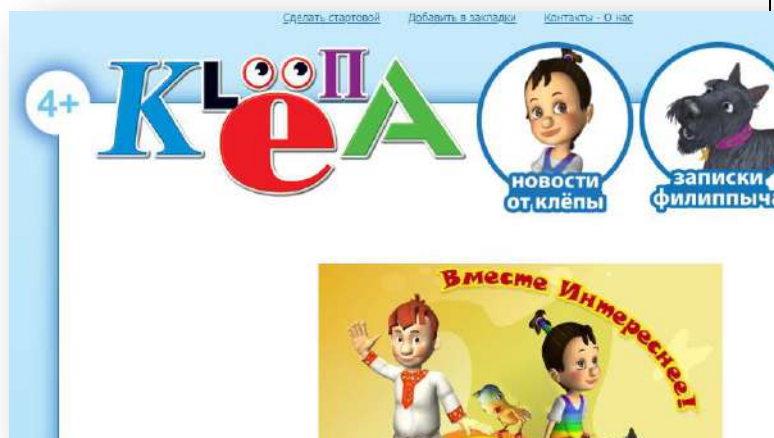 Сделать стартовой Добавить в закладки Контакты - О нас
4+
КLЁПА
новости
от клёпы
записки
филиппыча
Вместе Интереснее!